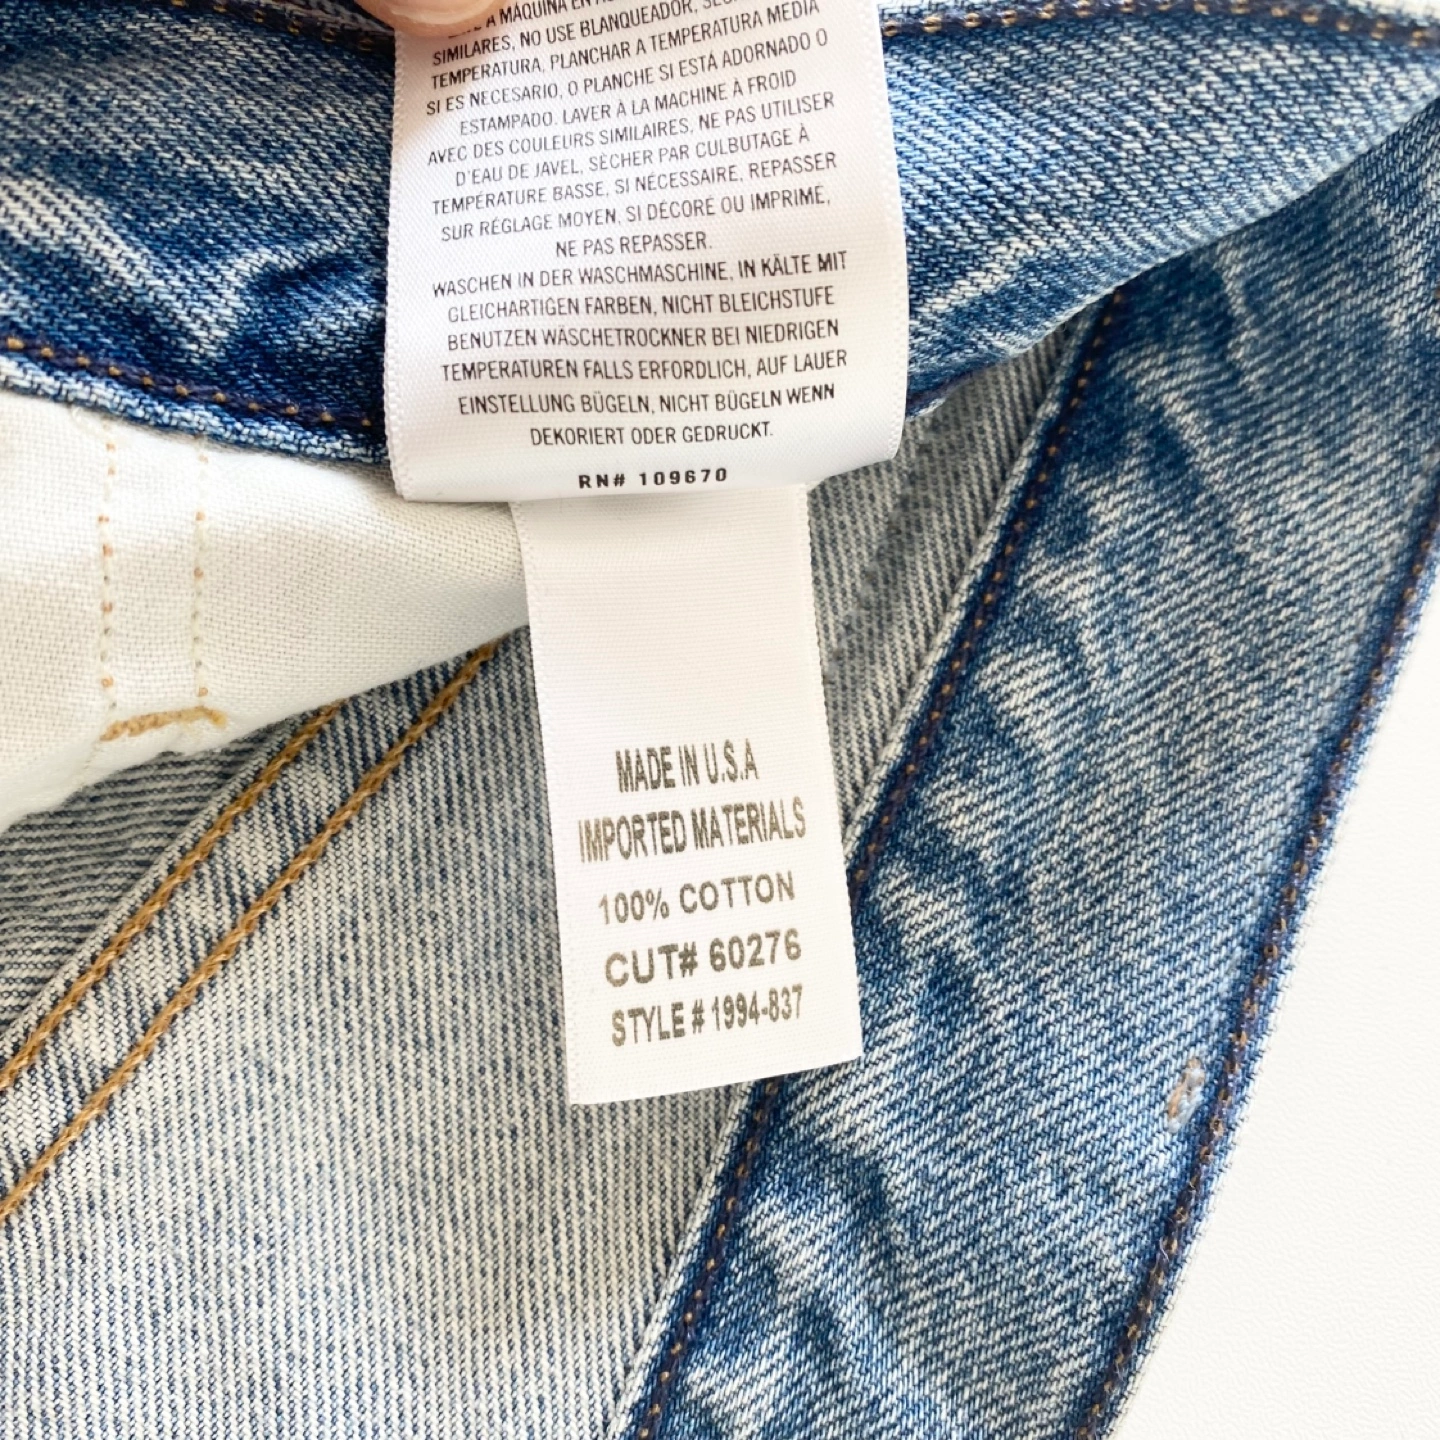 A MÁQUINA EN
SIMILARES, NO USE BLANQUEADOR,
TEMPERATURA, PLANCHAR A TEMPERATURA MEDIA
SI ES NECESARIO, O PLANCHE SI ESTÁ ADORNADO O
ESTAMPADO. LAVER À LA MACHINE À FROID
AVEC DES COULEURS SIMILAIRES, NE PAS UTILISER
D'EAU DE JAVEL, SÈCHER PAR CULBUTAGE À
TEMPÉRATURE BASSE, SI NÉCESSAIRE, REPASSER
SUR RÉGLAGE MOYEN, SI DÉCORÉ OU IMPRIME,
NE PAS REPASSER.
WASCHEN IN DER WASCHMASCHINE, IN KÄLTE MIT
GLEICHARTIGEN FARBEN, NICHT BLEICHSTUFE
BENUTZEN WÄSCHETROCKNER BEI NIEDRIGEN
TEMPERATUREN FALLS ERFORDLICH, AUF LAUER
EINSTELLUNG BÜGELN, NICHT BÜGELN WENN
DEKORIERT ODER GEDRUCKT.
RN# 109670
MADE IN U.S.A
IMPORTED MATERIALS
100% COTTON
CUT# 60276
STYLE # 1994-837